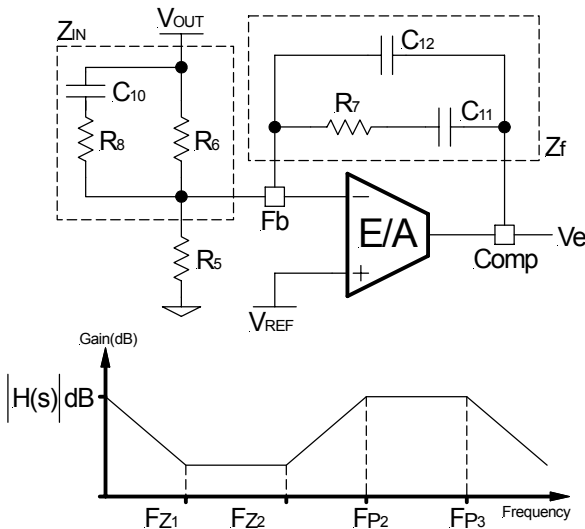 VOUT
ZIN
C12
C10
R7
C11
R8
R6
Zf
Fb
−
E/A
+
Ve
Comp
R5
VREF
Gain(dB)
|H(s)|dB
FZ1
FZ2
FP2
FP3
Frequency